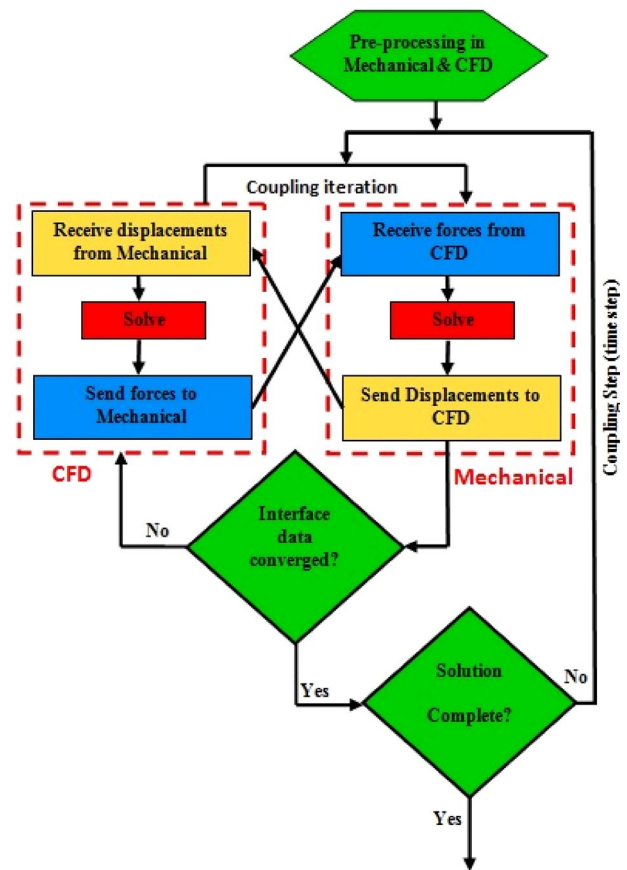 Pre-processing in
Mechanical & CFD
Coupling iteration
Receive displacements
from Mechanical
Solve
Send forces to
Mechanical
CFD
Receive forces from
CFD
Solve
Send Displacements to
CFD
Mechanical
Coupling Step (time step)
Interface
data
converged?
No
Yes
Solution
Complete?
No
Yes